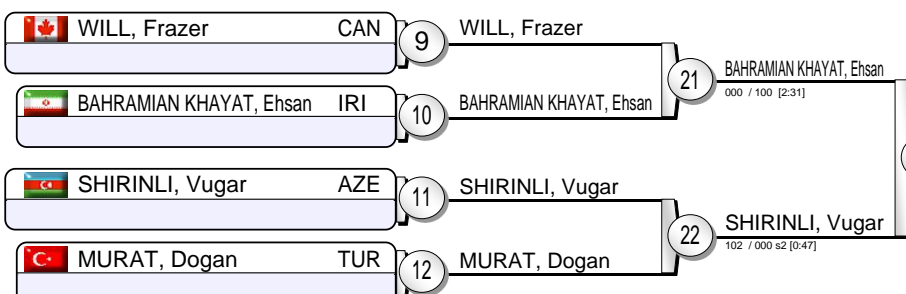 WILL, Frazer CAN
9
WILL, Frazer
BAHRAMIAN KHAYAT, Ehsan IRI
10
BAHRAMIAN KHAYAT, Ehsan
21
BAHRAMIAN KHAYAT, Ehsan
000 / 100 [2:31]
SHIRINLI, Vugar AZE
11
SHIRINLI, Vugar
MURAT, Dogan TUR
12
MURAT, Dogan
22
SHIRINLI, Vugar
102 / 000 s2 [0:47]